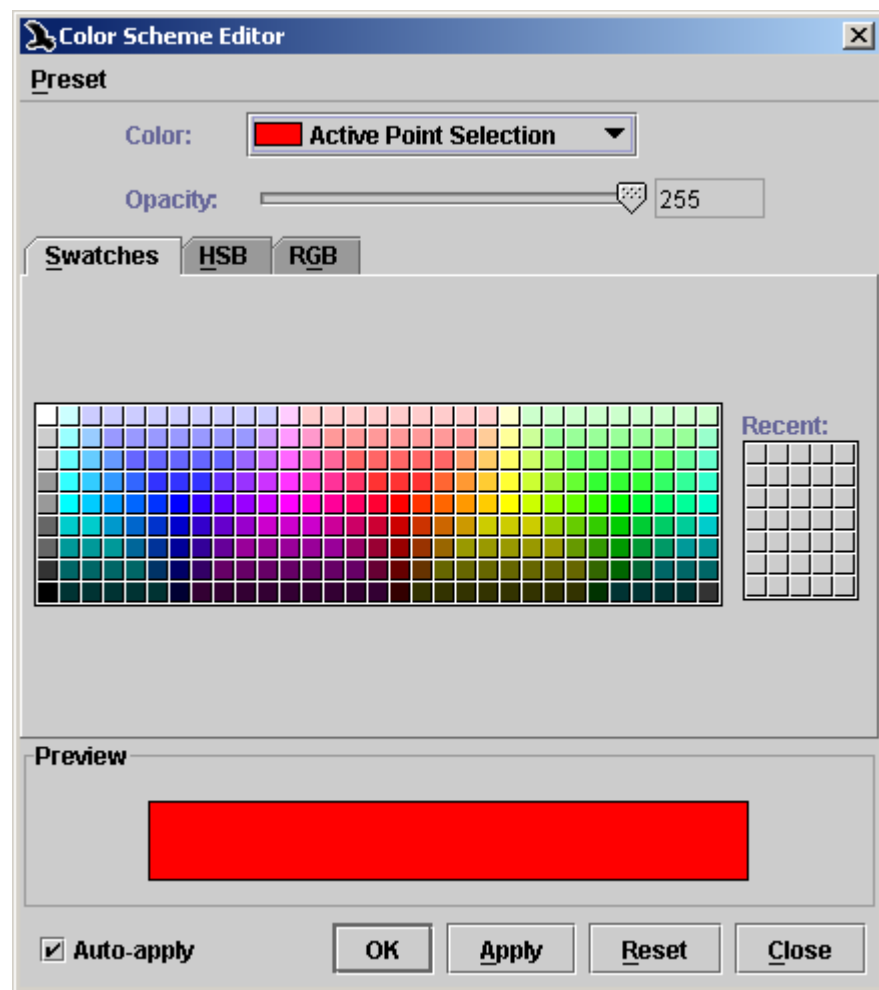 Color Scheme Editor
Preset
Color: Active Point Selection
Opacity: 255
Swatches HSB RGB
Recent:
Preview
Auto-apply OK Apply Reset Close